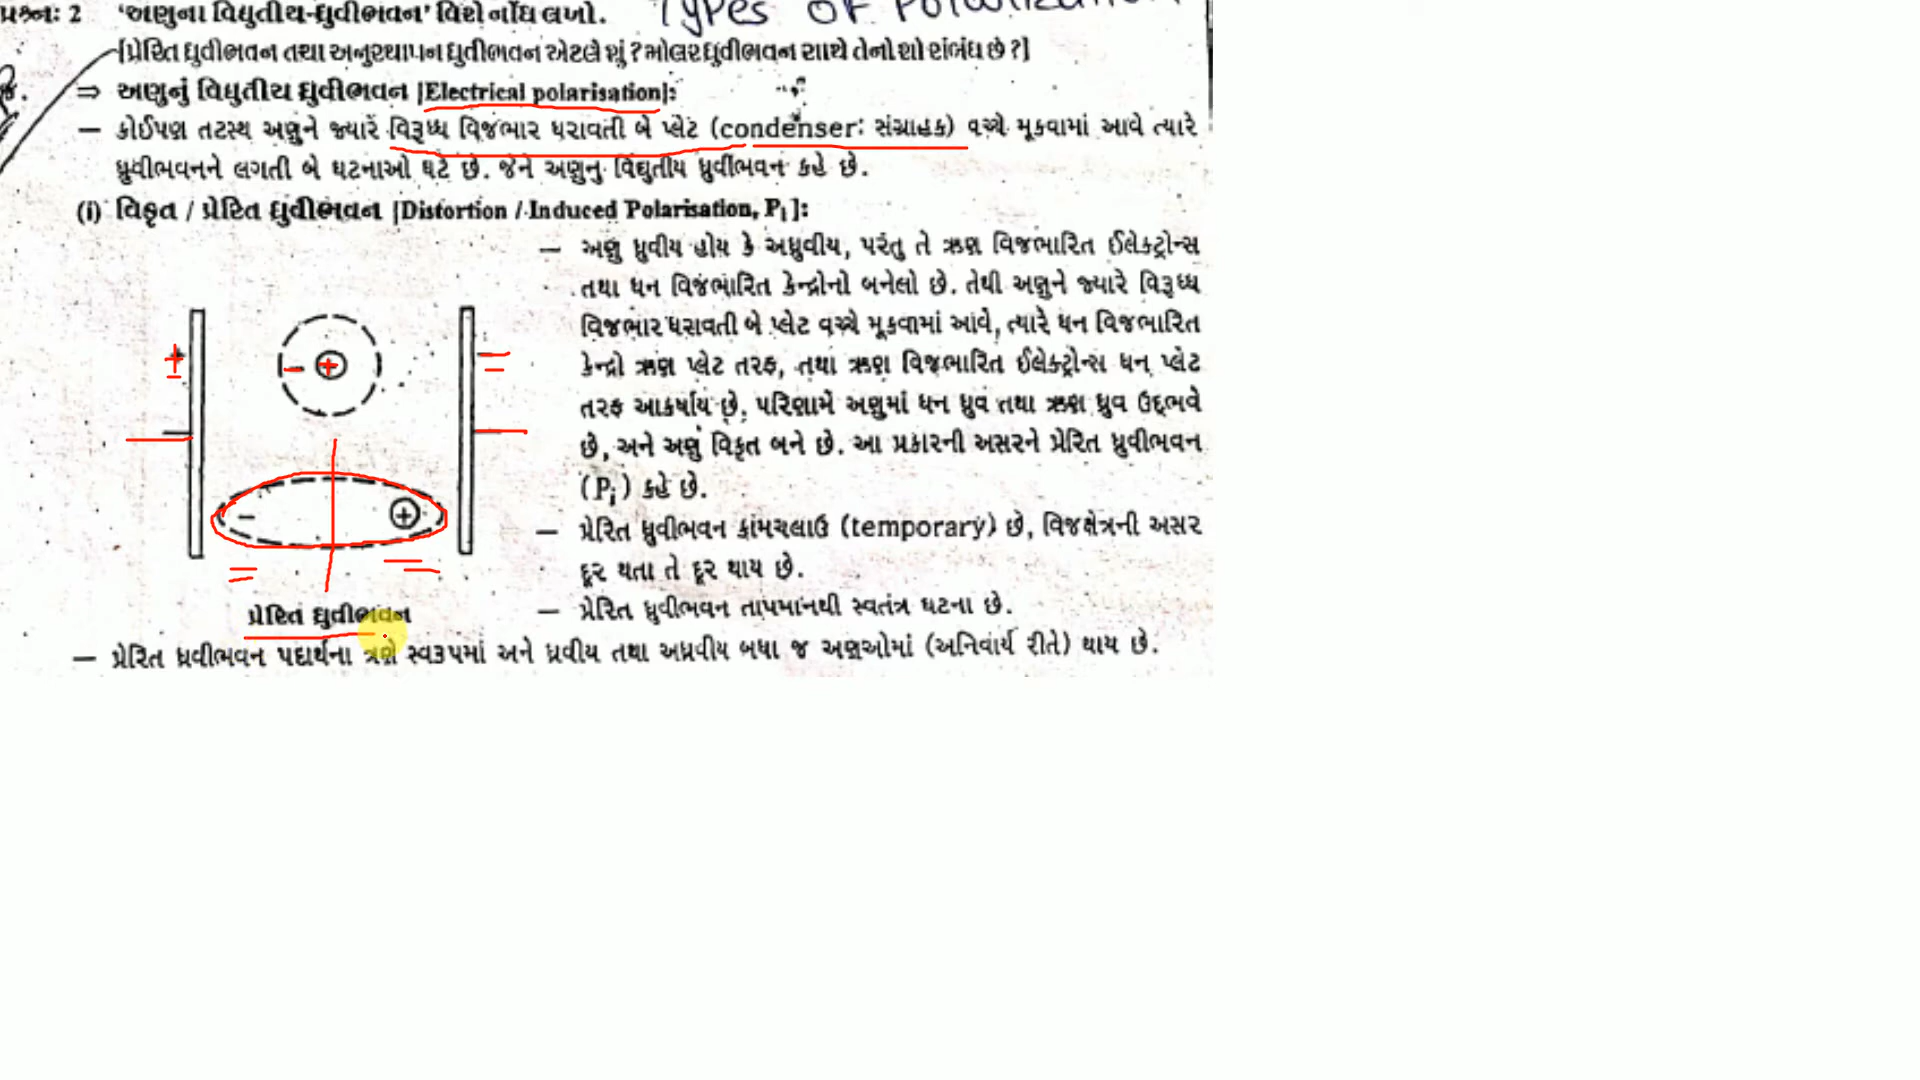 પ્રશ્નઃ 2 'અણુના વિદ્યુતીય-ધ્રુવીભવન' વિશે નોંધ લખો. Types of Polarization
[પ્રેરિત ધ્રુવીભવન તથા અનુસ્થાપન ધ્રુવીભવન એટલે શું ? મોલર ધ્રુવીભવન સાથે તેનો શો સંબંધ છે ?]
⇒ અણુનું વિદ્યુતીય ધ્રુવીભવન [Electrical polarisation]:
— કોઈપણ તટસ્થ અણુને જ્યારે વિરૂધ્ધ વિજભાર ધરાવતી બે પ્લેટ (condenser: સંગ્રાહક) વચ્ચે મૂકવામાં આવે ત્યારે
ધ્રુવીભવનને લગતી બે ઘટનાઓ ઘટે છે. જેને અણુનુ વિદ્યુતીય ધ્રુવીભવન કહે છે.
(i) વિકૃત / પ્રેરિત ધ્રુવીભવન [Distortion / Induced Polarisation, Pi]:
— અણુ ધ્રુવીય હોય કે અધ્રુવીય, પરંતુ તે ઋણ વિજભારિત ઈલેક્ટ્રોન્સ
તથા ધન વિજભારિત કેન્દ્રોનો બનેલો છે. તેથી અણુને જ્યારે વિરૂધ્ધ
વિજભાર ધરાવતી બે પ્લેટ વચ્ચે મૂકવામાં આવે, ત્યારે ધન વિજભારિત
કેન્દ્રો ઋણ પ્લેટ તરફ, તથા ઋણ વિજભારિત ઈલેક્ટ્રોન્સ ધન પ્લેટ
તરફ આકર્ષાય છે. પરિણામે અણુમાં ધન ધ્રુવ તથા ઋણ ધ્રુવ ઉદ્દભવે
છે, અને અણુ વિકૃત બને છે. આ પ્રકારની અસરને પ્રેરિત ધ્રુવીભવન
(Pi) કહે છે.
— પ્રેરિત ધ્રુવીભવન કામચલાઉ (temporary) છે, વિજક્ષેત્રની અસર
દૂર થતા તે દૂર થાય છે.
— પ્રેરિત ધ્રુવીભવન તાપમાનથી સ્વતંત્ર ઘટના છે.
+ − + −
− +
પ્રેરિત ધ્રુવીભવન
— પ્રેરિત ધ્રુવીભવન પદાર્થના ત્રણે સ્વરૂપમાં અને ધ્રુવીય તથા અધ્રુવીય બધા જ અણુઓમાં (અનિવાર્ય રીતે) થાય છે.